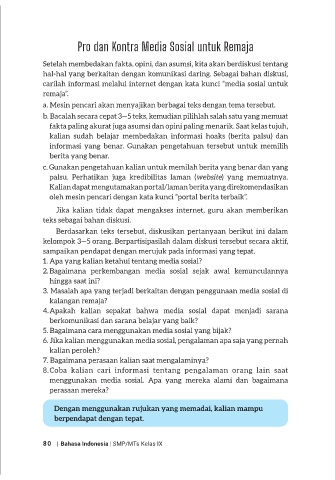 Pro dan Kontra Media Sosial untuk Remaja
Setelah membedakan fakta, opini, dan asumsi, kita akan berdiskusi tentang
hal-hal yang berkaitan dengan komunikasi daring. Sebagai bahan diskusi,
carilah informasi melalui internet dengan kata kunci “media sosial untuk
remaja”.
a. Mesin pencari akan menyajikan berbagai teks dengan tema tersebut.
b. Bacalah secara cepat 3—5 teks, kemudian pilihlah salah satu yang memuat
fakta paling akurat juga asumsi dan opini paling menarik. Saat kelas tujuh,
kalian sudah belajar membedakan hoaks (berita palsu) dan
informasi yang benar. Gunakan pengetahuan tersebut untuk memilih
berita yang benar.
c. Gunakan pengetahuan kalian untuk memilah berita yang benar dan yang
palsu. Perhatikan juga kredibilitas laman (website) yang memuatnya.
Kalian dapat mengutamakan portal/laman berita yang direkomendasikan
oleh mesin pencari dengan kata kunci “portal berita terbaik”.
Jika kalian tidak dapat mengakses internet, guru akan memberikan
teks sebagai bahan diskusi.
Berdasarkan teks tersebut, diskusikan pertanyaan berikut ini dalam
kelompok 3—5 orang. Berpartisipasilah dalam diskusi tersebut secara aktif,
sampaikan pendapat dengan merujuk pada informasi yang tepat.
1. Apa yang kalian ketahui tentang media sosial?
2. Bagaimana perkembangan media sosial sejak awal kemunculannya
hingga saat ini?
3. Masalah apa yang terjadi berkaitan dengan penggunaan media sosial di
kalangan remaja?
4. Apakah kalian sepakat bahwa media sosial dapat menjadi sarana
berkomunikasi dan sarana belajar yang baik?
5. Bagaimana cara menggunakan media sosial yang bijak?
6. Jika kalian menggunakan media sosial, pengalaman apa saja yang pernah
kalian peroleh?
7. Bagaimana perasaan kalian saat mengalaminya?
8. Coba kalian cari informasi tentang pengalaman orang lain saat
menggunakan media sosial. Apa yang mereka alami dan bagaimana
perasaan mereka?
Dengan menggunakan rujukan yang memadai, kalian mampu
berpendapat dengan tepat.
80 | Bahasa Indonesia | SMP/MTs Kelas IX